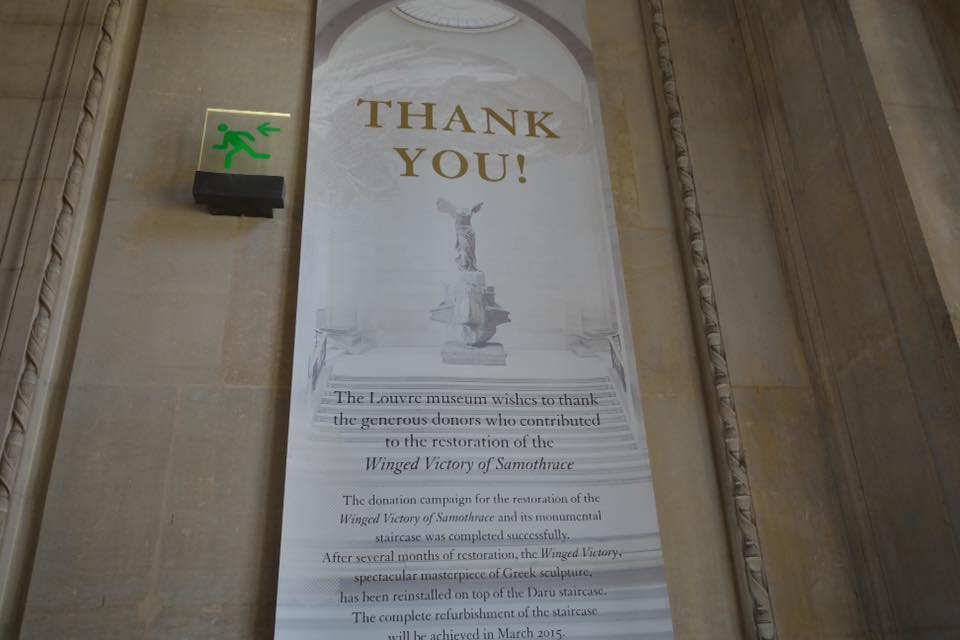 THANK
YOU!
The Louvre museum wishes to thank
the generous donors who contributed
to the restoration of the
Winged Victory of Samothrace
The donation campaign for the restoration of the
Winged Victory of Samothrace and its monumental
staircase was completed successfully.
After several months of restoration, the Winged Victory,
spectacular masterpiece of Greek sculpture,
has been reinstalled on top of the Daru staircase.
The complete refurbishment of the staircase
will be achieved in March 2015.